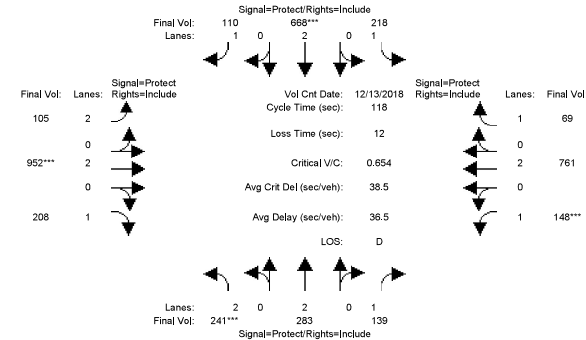 Signal=Protect/Rights=Include
Final Vol: 110 668*** 218
Lanes: 1 0 2 0 1
Signal=Protect Signal=Protect
Final Vol: Lanes: Rights=Include Vol Cnt Date: 12/13/2018 Rights=Include Lanes: Final Vol
Cycle Time (sec): 118
105 2 1 69
Loss Time (sec): 12
0 0
952*** 2 Critical V/C: 0.654 2 761
0 Avg Crit Del (sec/veh): 38.5 0
208 1 Avg Delay (sec/veh): 36.5 1 148***
LOS: D
Lanes: 2 0 2 0 1
Final Vol: 241*** 283 139
Signal=Protect/Rights=Include